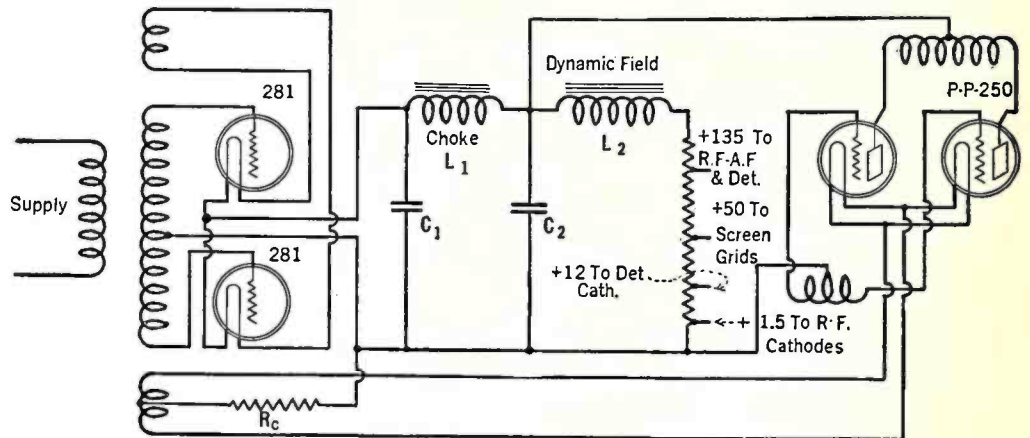 Supply
281
281
Choke
L1
C1
Dynamic Field
L2
C2
+135 To
R.F-A.F
& Det.
+50 To
Screen
Grids
+12 To Det
Cath.
+ 1.5 To R.F.
Cathodes
P-P-250
Rc